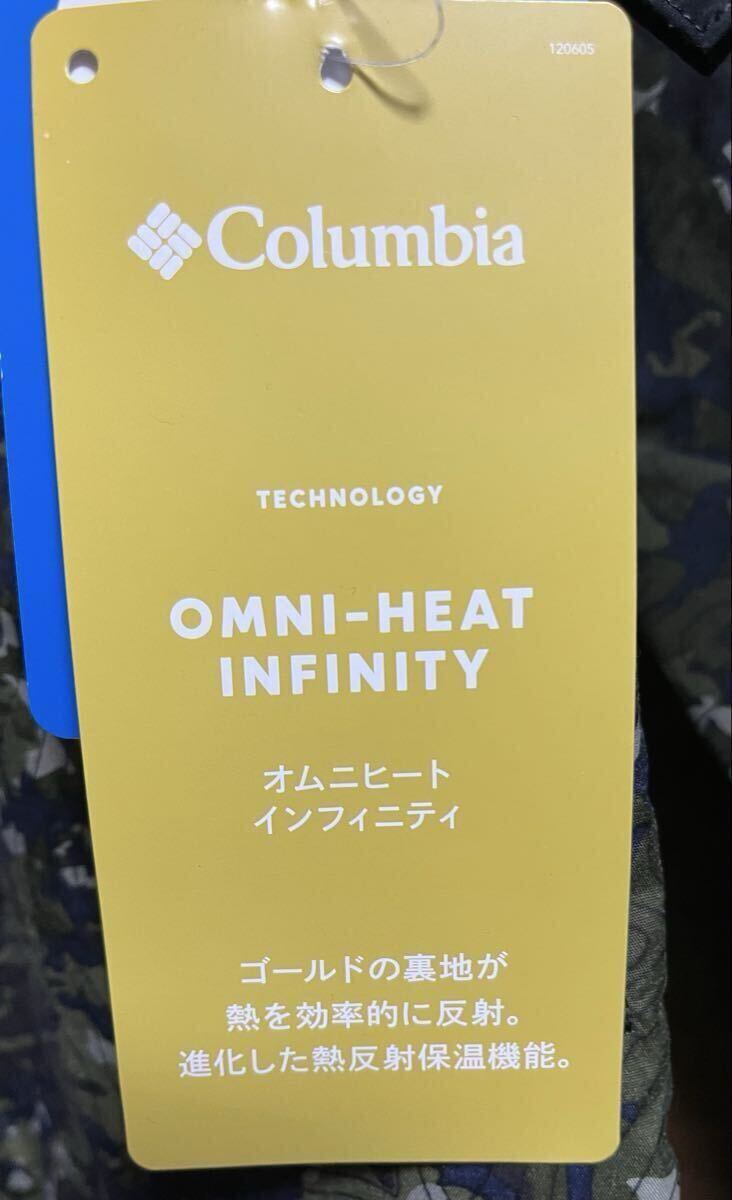 120605
Columbia
TECHNOLOGY
OMNI-HEAT
INFINITY
オムニヒート
インフィニティ
ゴールドの裏地が
熱を効率的に反射。
進化した熱反射保温機能。